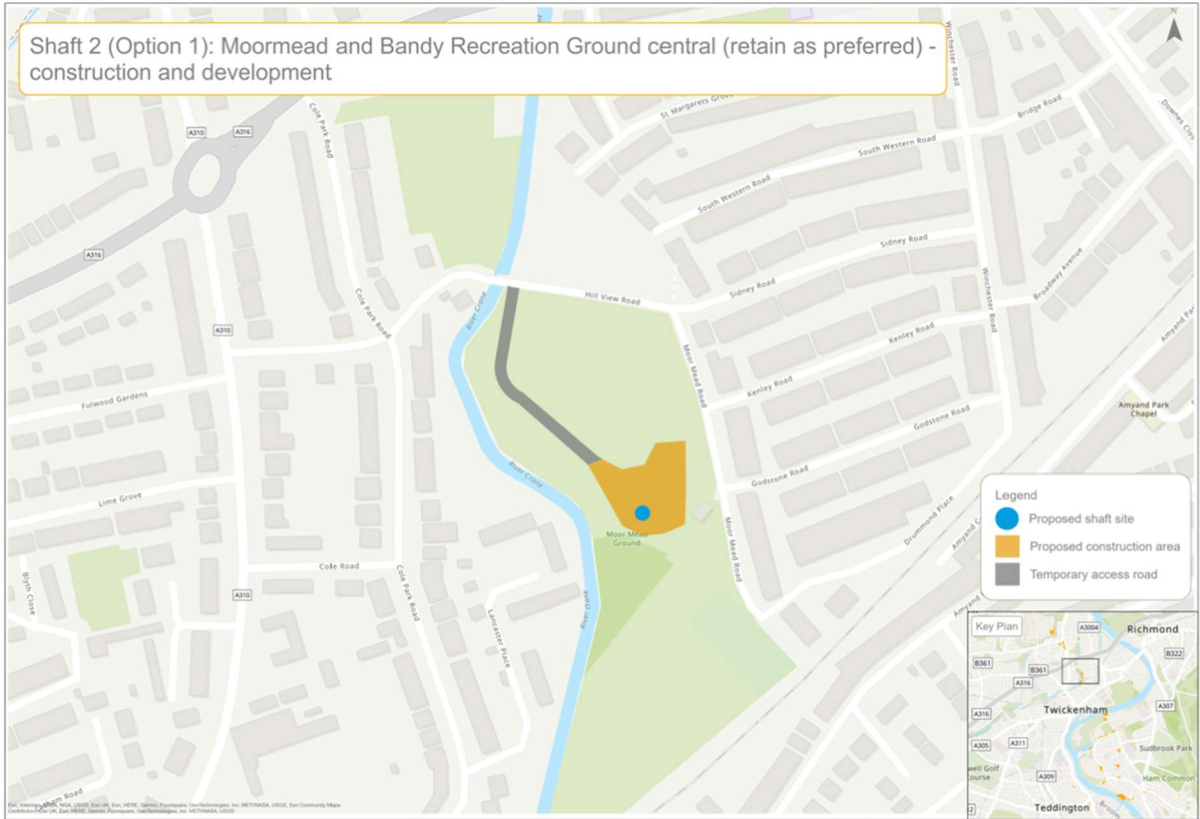 Shaft 2 (Option 1): Moormead and Bandy Recreation Ground central (retain as preferred) -
construction and development
N
Winchester Road
Bridge Road
St Margarets Grove
Cole Park Road
A310
A316
South Western Road
South Western Road
A316
Sidney Road
Sidney Road
Hill View Road
Winchester Road
Broadway Avenue
River Crane
Cole Park Road
A310
Moor Mead Road
Kenley Road
Kenley Road
Fulwood Gardens
Amyand Park
Chapel
Godstone Road
Godstone Road
River Crane
Lime Grove
Moor Mead
Ground
Moor Mead Road
Drummond Place
Legend
Proposed shaft site
Proposed construction area
Temporary access road
Cole Road
Cole Park Road
A310
Blyth Close
River Crane
Lancaster Place
Key Plan
A3004
Richmond
B361
B361
B322
A316
Twickenham
A307
A316
A305
A311
Sudbrook Park
well Golf
Course
A309
Ham Common
Teddington